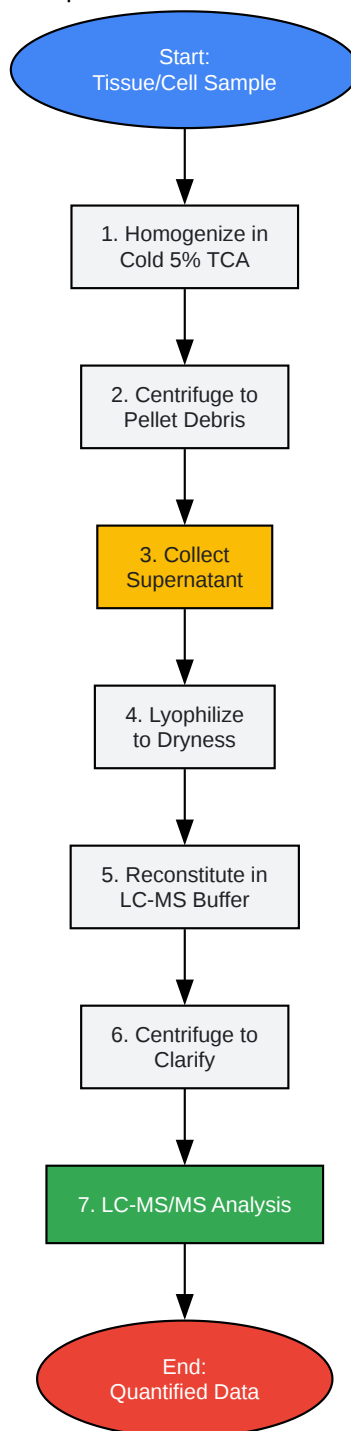 Start:
Tissue/Cell Sample
1. Homogenize in
Cold 5% TCA
2. Centrifuge to
Pellet Debris
3. Collect
Supernatant
4. Lyophilize
to Dryness
5. Reconstitute in
LC-MS Buffer
6. Centrifuge to
Clarify
7. LC-MS/MS Analysis
End:
Quantified Data